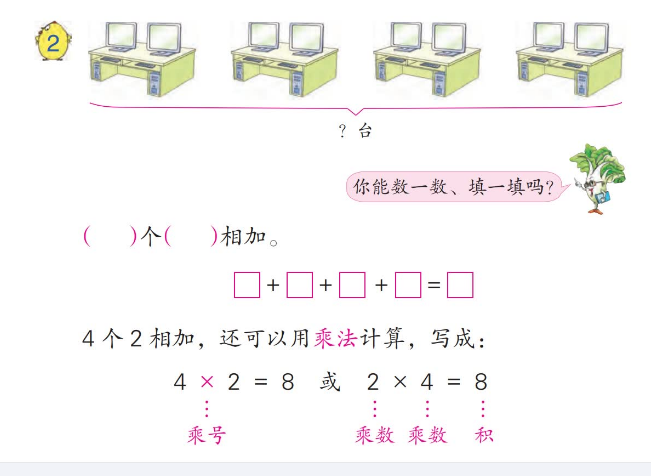 2
? 台
你能数一数、填一填吗?
(    )个(    )相加。
□+□+□+□=□
4个2相加,还可以用乘法计算,写成:
4 × 2 = 8 或 2 × 4 = 8
乘号 乘数 乘数 积